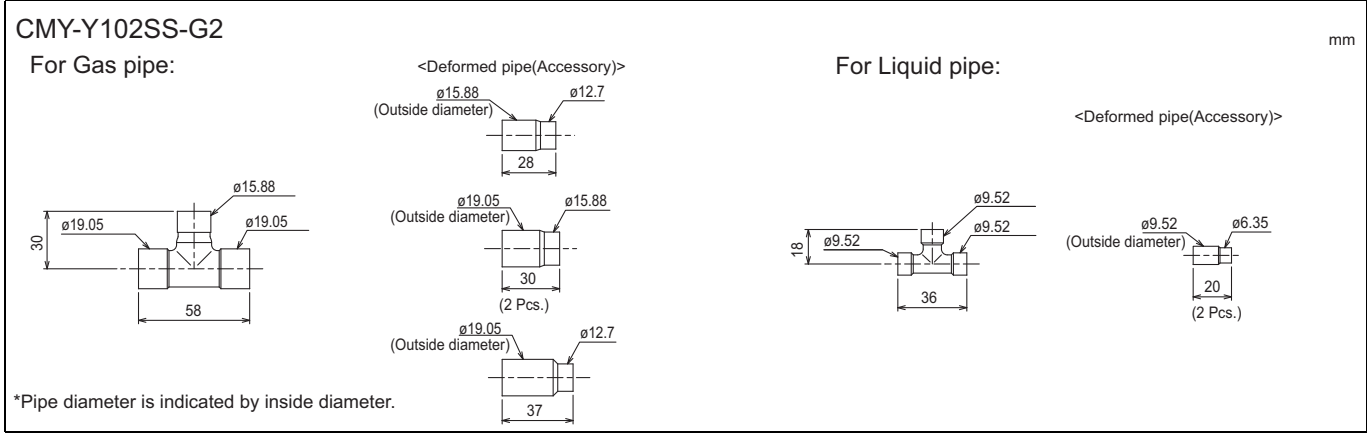 CMY-Y102SS-G2
mm
For Gas pipe:
<Deformed pipe(Accessory)>
ø15.88
(Outside diameter)
ø12.7
28
ø15.88
ø19.05
ø19.05
30
58
ø19.05
(Outside diameter)
ø15.88
30
(2 Pcs.)
ø19.05
(Outside diameter)
ø12.7
37
For Liquid pipe:
<Deformed pipe(Accessory)>
ø9.52
ø9.52
ø9.52
18
36
ø9.52
(Outside diameter)
ø6.35
20
(2 Pcs.)
*Pipe diameter is indicated by inside diameter.